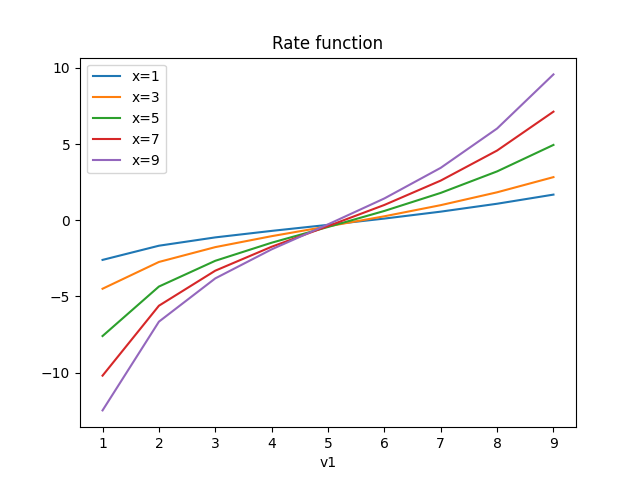 Rate function
x=1
x=3
x=5
x=7
x=9
10
5
0
−5
−10
1 2 3 4 5 6 7 8 9
v1